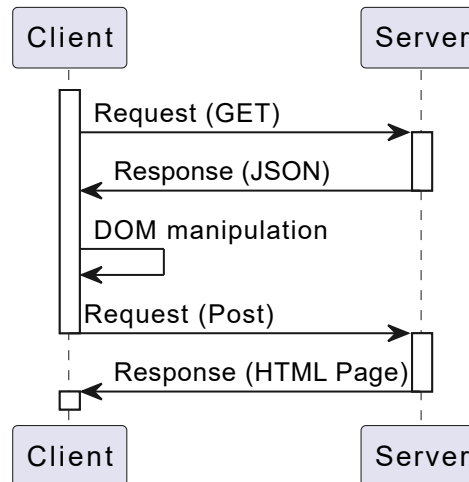 Client
Server
Request (GET)
Response (JSON)
DOM manipulation
Request (Post)
Response (HTML Page)
Client
Server